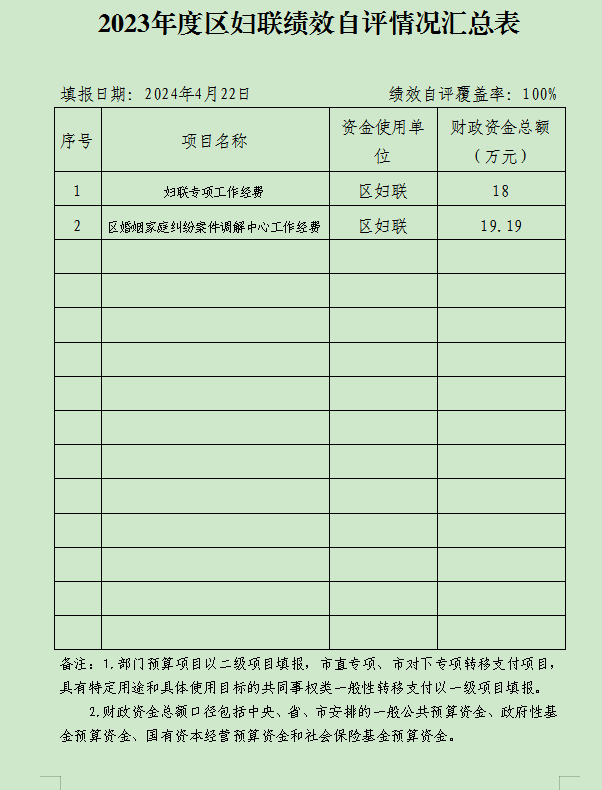 2023年度区妇联绩效自评情况汇总表
填报日期：2024年4月22日 绩效自评覆盖率：100%
序号 项目名称 资金使用单位 财政资金总额（万元）
1 妇联专项工作经费 区妇联 18
2 区婚姻家庭纠纷案件调解中心工作经费 区妇联 19.19
备注：1.部门预算项目以二级项目填报，市直专项、市对下专项转移支付项目，
具有特定用途和具体使用目标的共同事权类一般性转移支付以一级项目填报。
2.财政资金总额口径包括中央、省、市安排的一般公共预算资金、政府性基
金预算资金、国有资本经营预算资金和社会保险基金预算资金。